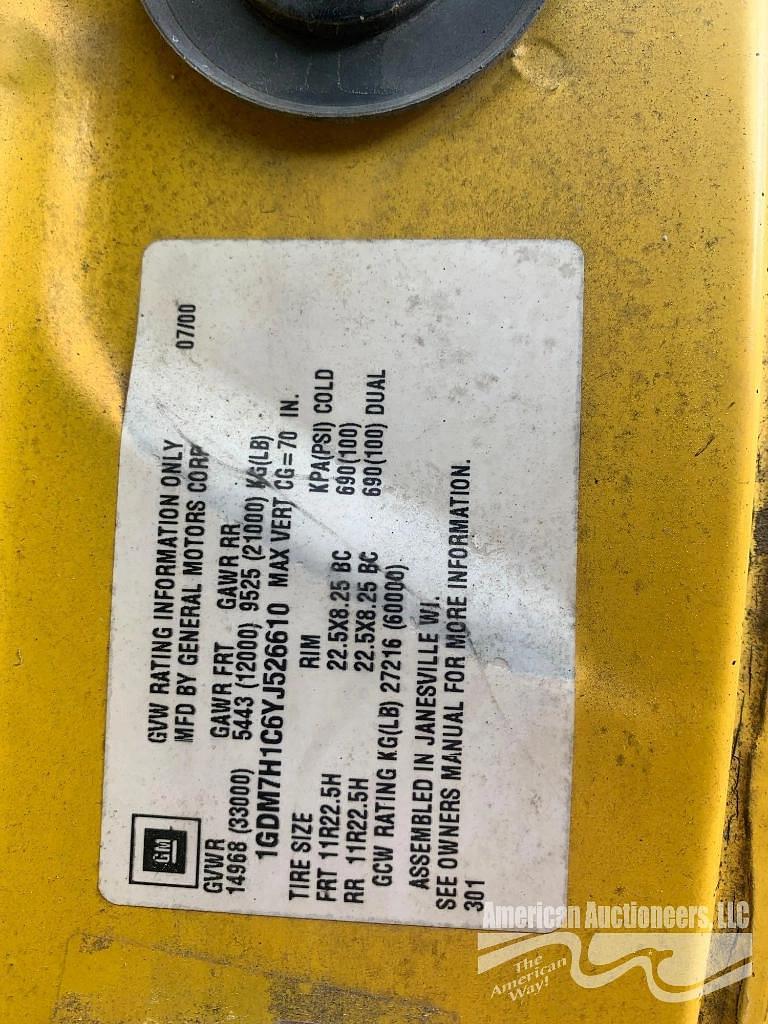 GM
GVW RATING INFORMATION ONLY
MFD BY GENERAL MOTORS CORP 07/00
GVWR GAWR FRT GAWR RR
14968 (33000) 5443 (12000) 9525 (21000) KG(LB)
1GDM7H1C6YJ526610 MAX VERT CG=70 IN.
TIRE SIZE RIM KPA(PSI) COLD
FRT 11R22.5H 22.5X8.25 BC 690(100)
RR 11R22.5H 22.5X8.25 BC 690(100) DUAL
GCW RATING KG(LB) 27216 (60000)
ASSEMBLED IN JANESVILLE WI.
SEE OWNERS MANUAL FOR MORE INFORMATION.
301
American Auctioneers, LLC
The
American
Way!